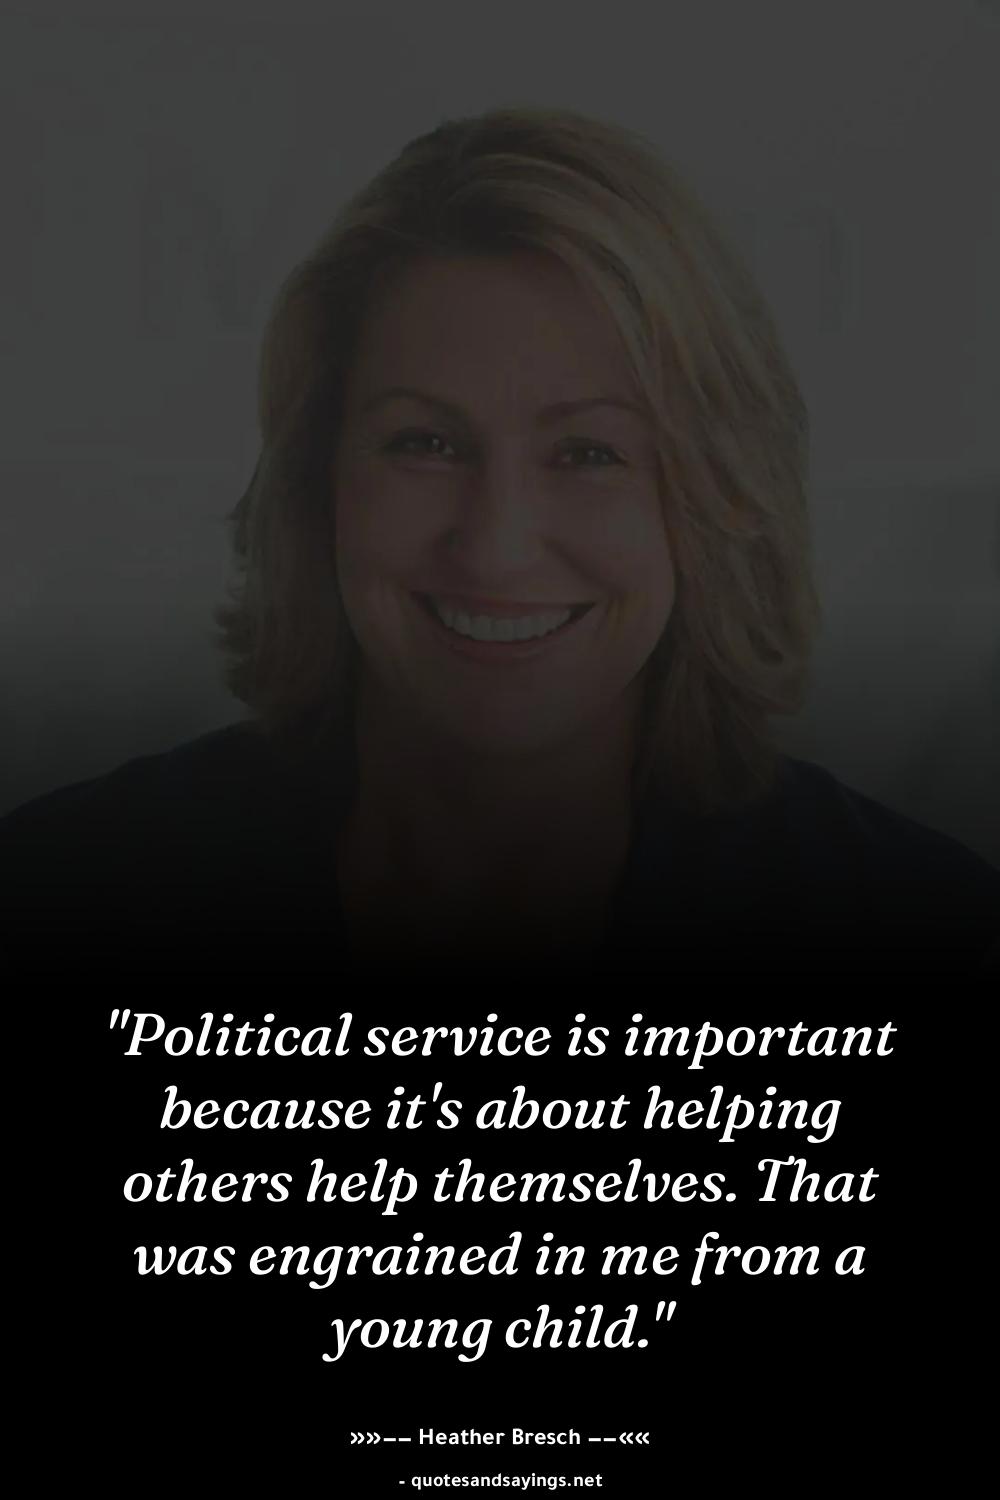 "Political service is important
because it's about helping
others help themselves. That
was engrained in me from a
young child."
»»–– Heather Bresch ––««
- quotesandsayings.net